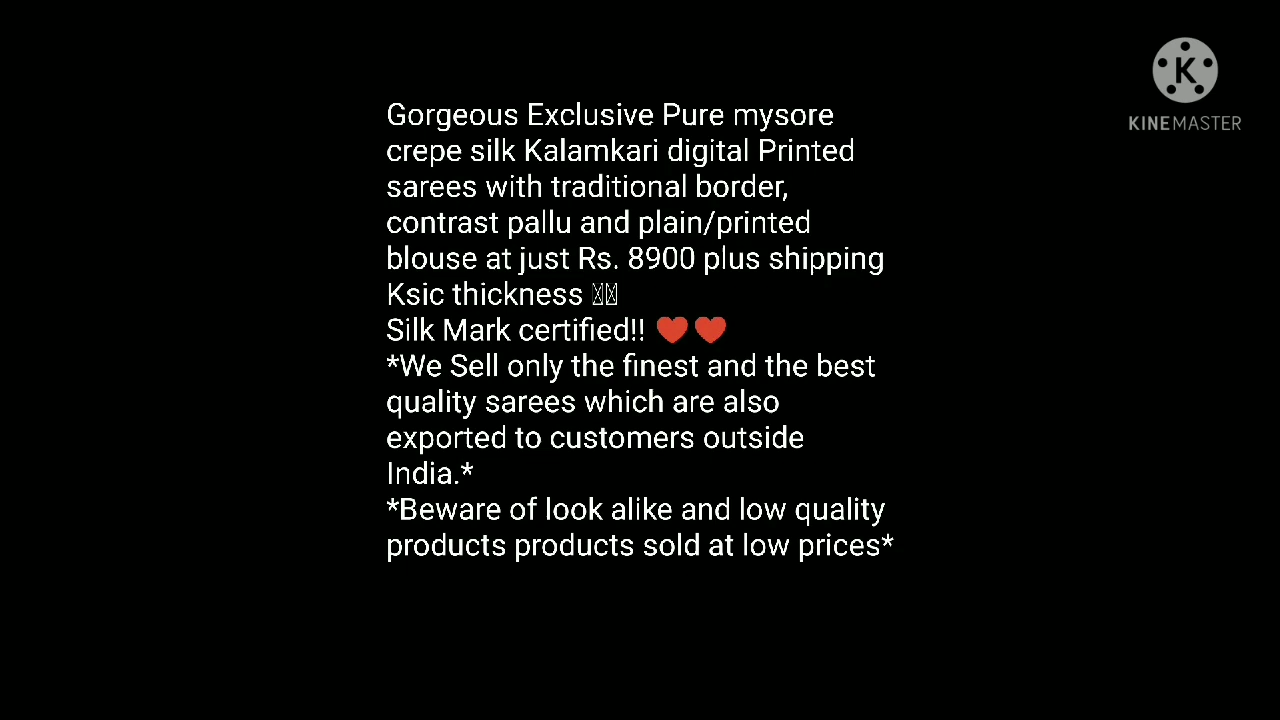 Gorgeous Exclusive Pure mysore
crepe silk Kalamkari digital Printed
sarees with traditional border,
contrast pallu and plain/printed
blouse at just Rs. 8900 plus shipping
Ksic thickness
Silk Mark certified!! ❤️❤️
*We Sell only the finest and the best
quality sarees which are also
exported to customers outside
India.*
*Beware of look alike and low quality
products products sold at low prices*
K
KINEMASTER